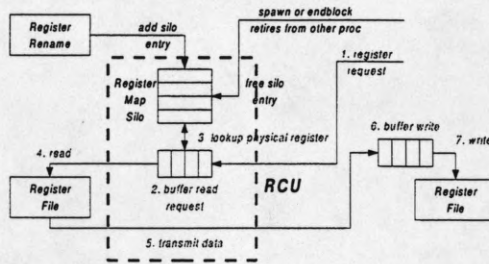 Register
Rename
add silo
entry
spawn or endblock
retires from other proc
1. register
request
Register
Map
Silo
free silo
entry
3 lookup physical register
4. read
2. buffer read
request
RCU
6. buffer write
7. write
Register
File
Register
File
5. transmit data